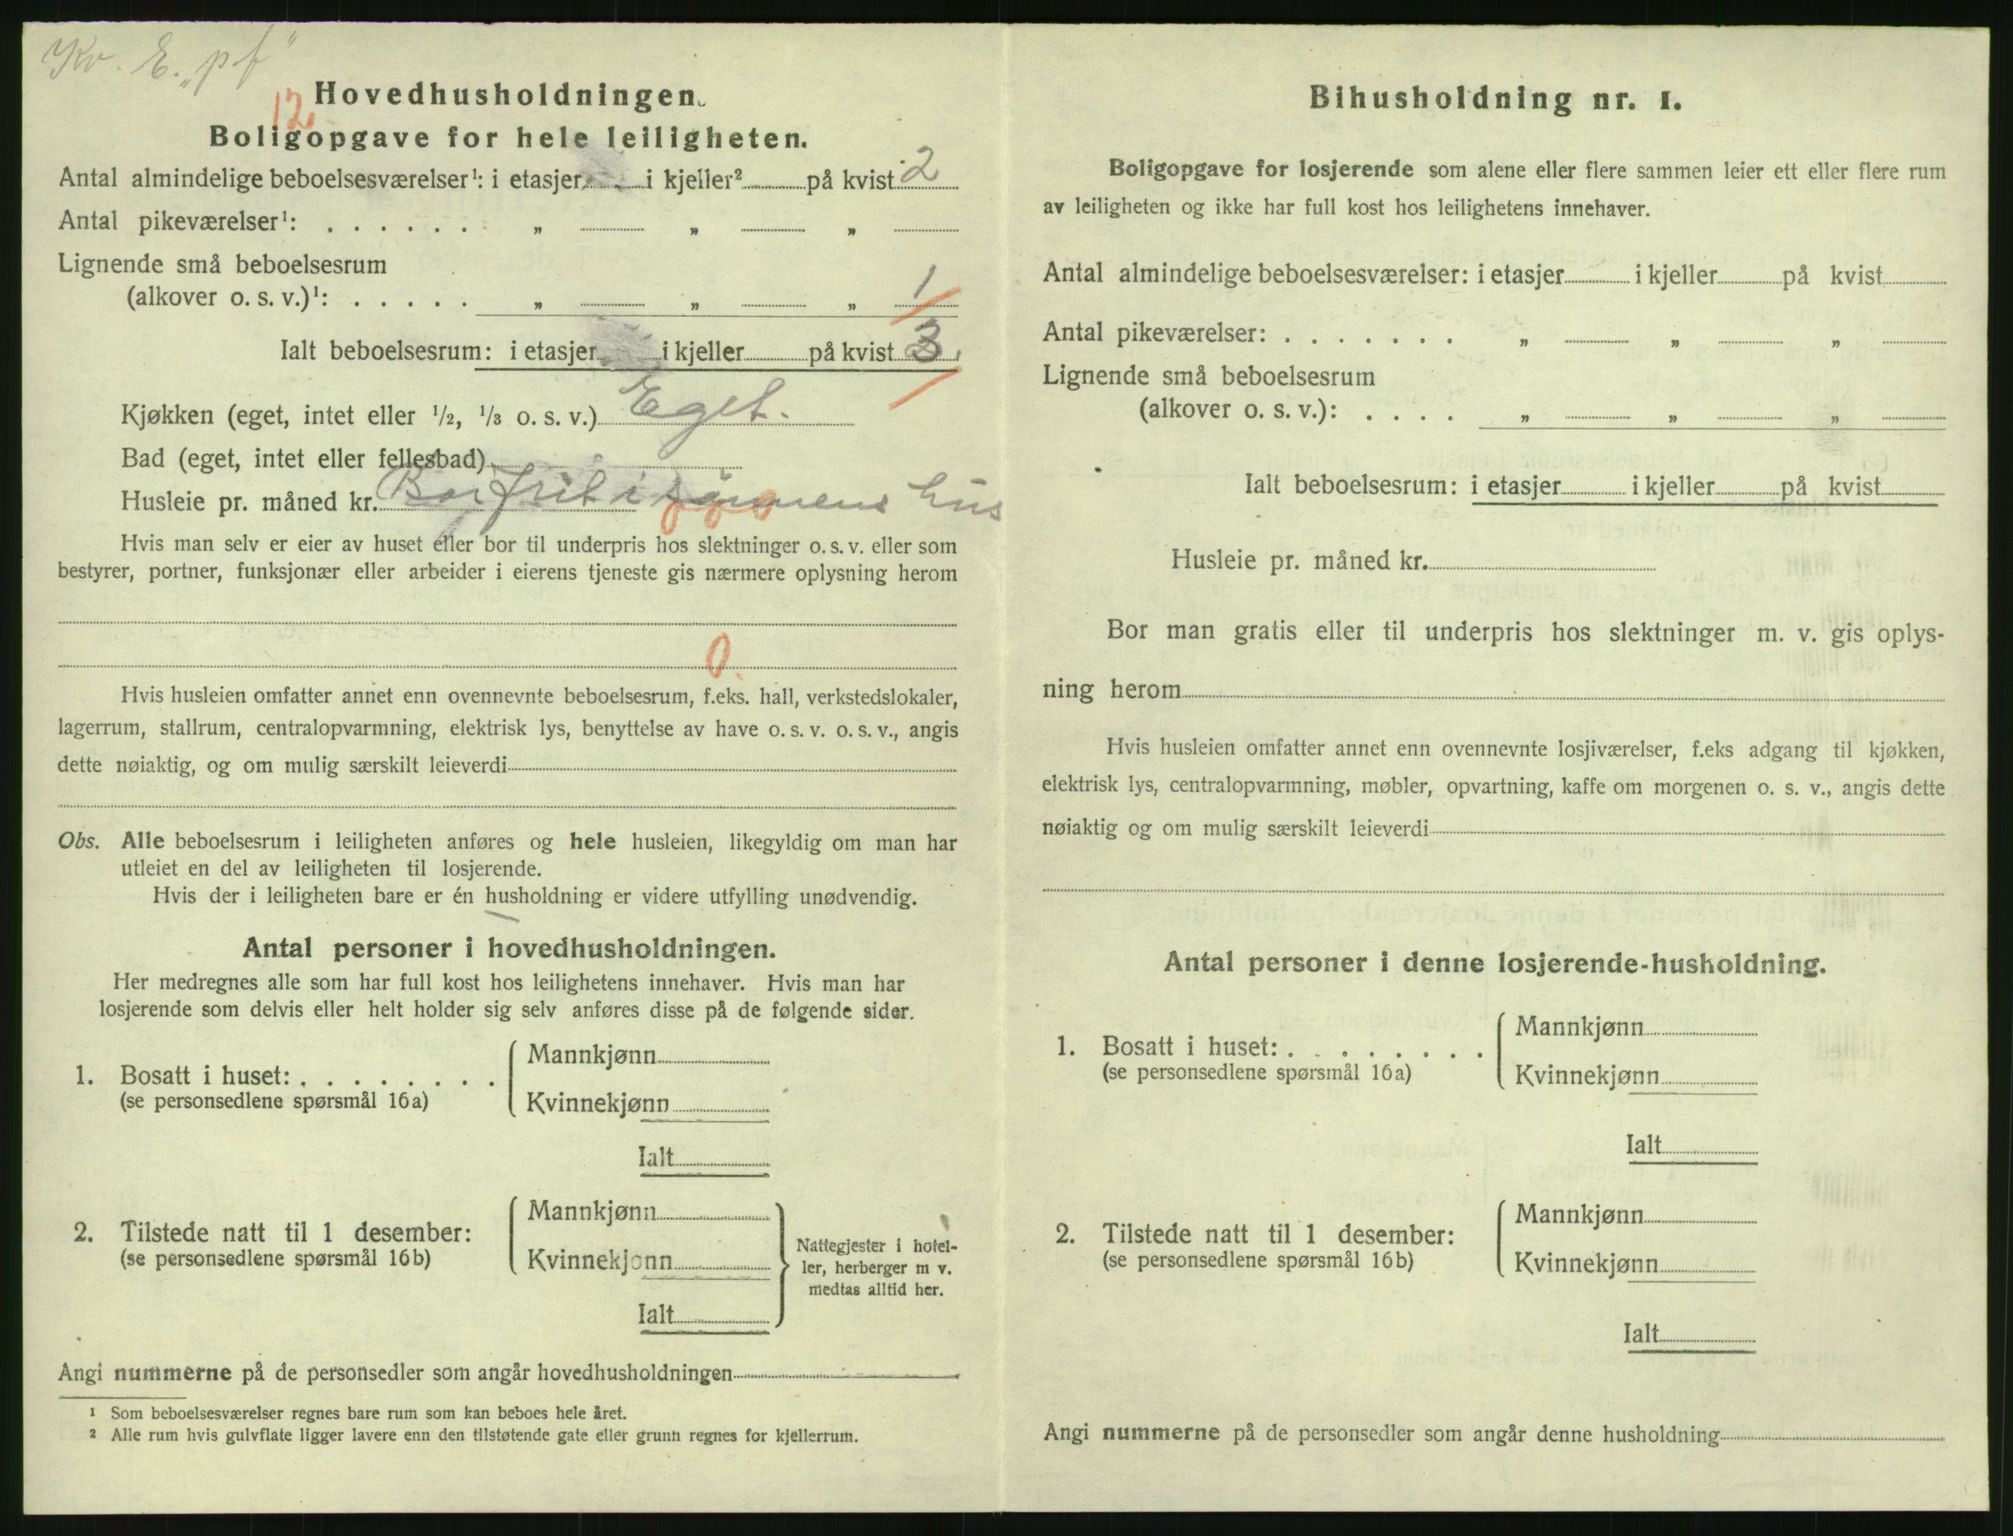 Kv. E. „pf"
12
Hovedhusholdningen.
Boligopgave for hele leiligheten.
Antal almindelige beboelsesværelser¹: i etasjer i kjeller² på kvist 2
Antal pikeværelser¹: . . . . . . „ „ „
Lignende små beboelsesrum
(alkover o. s. v.)¹: . . . . . „ „ „ 1
Ialt beboelsesrum: i etasjer i kjeller på kvist 3
Kjøkken (eget, intet eller 1/2, 1/3 o. s. v.) Eget.
Bad (eget, intet eller fellesbad)
Husleie pr. måned kr. Bor frit i sønnens hus
Hvis man selv er eier av huset eller bor til underpris hos slektninger o. s. v. eller som
bestyrer, portner, funksjonær eller arbeider i eierens tjeneste gis nærmere oplysning herom
0
Hvis husleien omfatter annet enn ovennevnte beboelsesrum, f.eks. hall, verkstedslokaler,
lagerrum, stallrum, centralopvarmning, elektrisk lys, benyttelse av have o. s. v. o. s. v., angis
dette nøiaktig, og om mulig særskilt leieverdi
Obs. Alle beboelsesrum i leiligheten anføres og hele husleien, likegyldig om man har
utleiet en del av leiligheten til losjerende.
Hvis der i leiligheten bare er én husholdning er videre utfylling unødvendig.
Antal personer i hovedhusholdningen.
Her medregnes alle som har full kost hos leilighetens innehaver. Hvis man har
losjerende som delvis eller helt holder sig selv anføres disse på de følgende sider.
1. Bosatt i huset: . . . . . . . .
(se personsedlene spørsmål 16a)
Mannkjønn
Kvinnekjønn
Ialt
2. Tilstede natt til 1 desember:
(se personsedlene spørsmål 16b)
Mannkjønn
Kvinnekjønn
Ialt
Nattegjester i hotel-
ler, herberger m v.
medtas alltid her.
Angi nummerne på de personsedler som angår hovedhusholdningen
¹ Som beboelsesværelser regnes bare rum som kan beboes hele året.
² Alle rum hvis gulvflate ligger lavere enn den tilstøtende gate eller grunn regnes for kjellerrum.
Bihusholdning nr. 1.
Boligopgave for losjerende som alene eller flere sammen leier ett eller flere rum
av leiligheten og ikke har full kost hos leilighetens innehaver.
Antal almindelige beboelsesværelser: i etasjer i kjeller på kvist
Antal pikeværelser: . . . . . . . „ „ „
Lignende små beboelsesrum
(alkover o. s. v.): . . . . „ „ „
Ialt beboelsesrum: i etasjer i kjeller på kvist
Husleie pr. måned kr.
Bor man gratis eller til underpris hos slektninger m. v. gis oplys-
ning herom
Hvis husleien omfatter annet enn ovennevnte losjiværelser, f.eks adgang til kjøkken,
elektrisk lys, centralopvarmning, møbler, opvartning, kaffe om morgenen o. s. v., angis dette
nøiaktig og om mulig særskilt leieverdi
Antal personer i denne losjerende-husholdning.
1. Bosatt i huset: . . . . . . . .
(se personsedlene spørsmål 16a)
Mannkjønn
Kvinnekjønn
Ialt
2. Tilstede natt til 1 desember:
(se personsedlene spørsmål 16b)
Mannkjønn
Kvinnekjønn
Ialt
Angi nummerne på de personsedler som angår denne husholdning